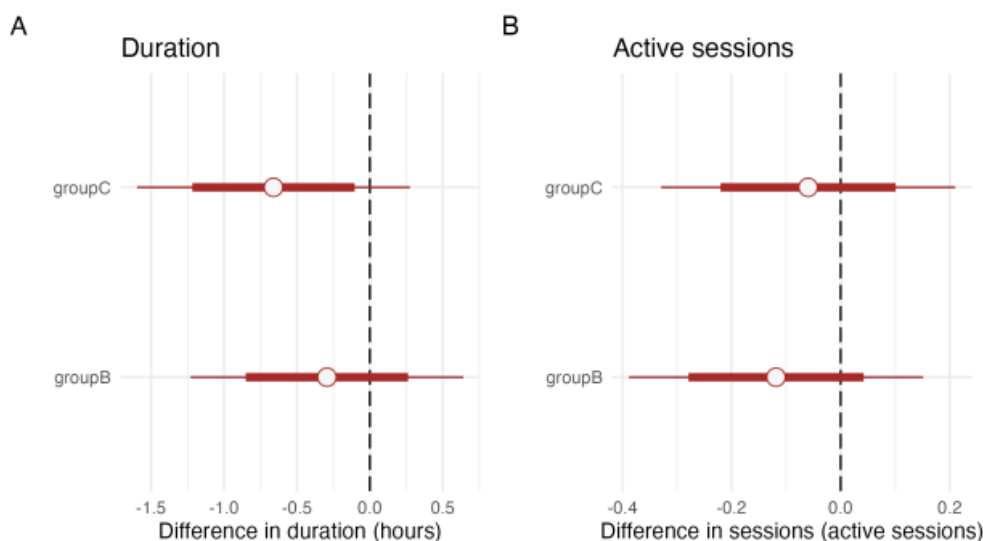 A
Duration
groupC
groupB
-1.5 -1.0 -0.5 0.0 0.5
Difference in duration (hours)
B
Active sessions
groupC
groupB
-0.4 -0.2 0.0 0.2
Difference in sessions (active sessions)